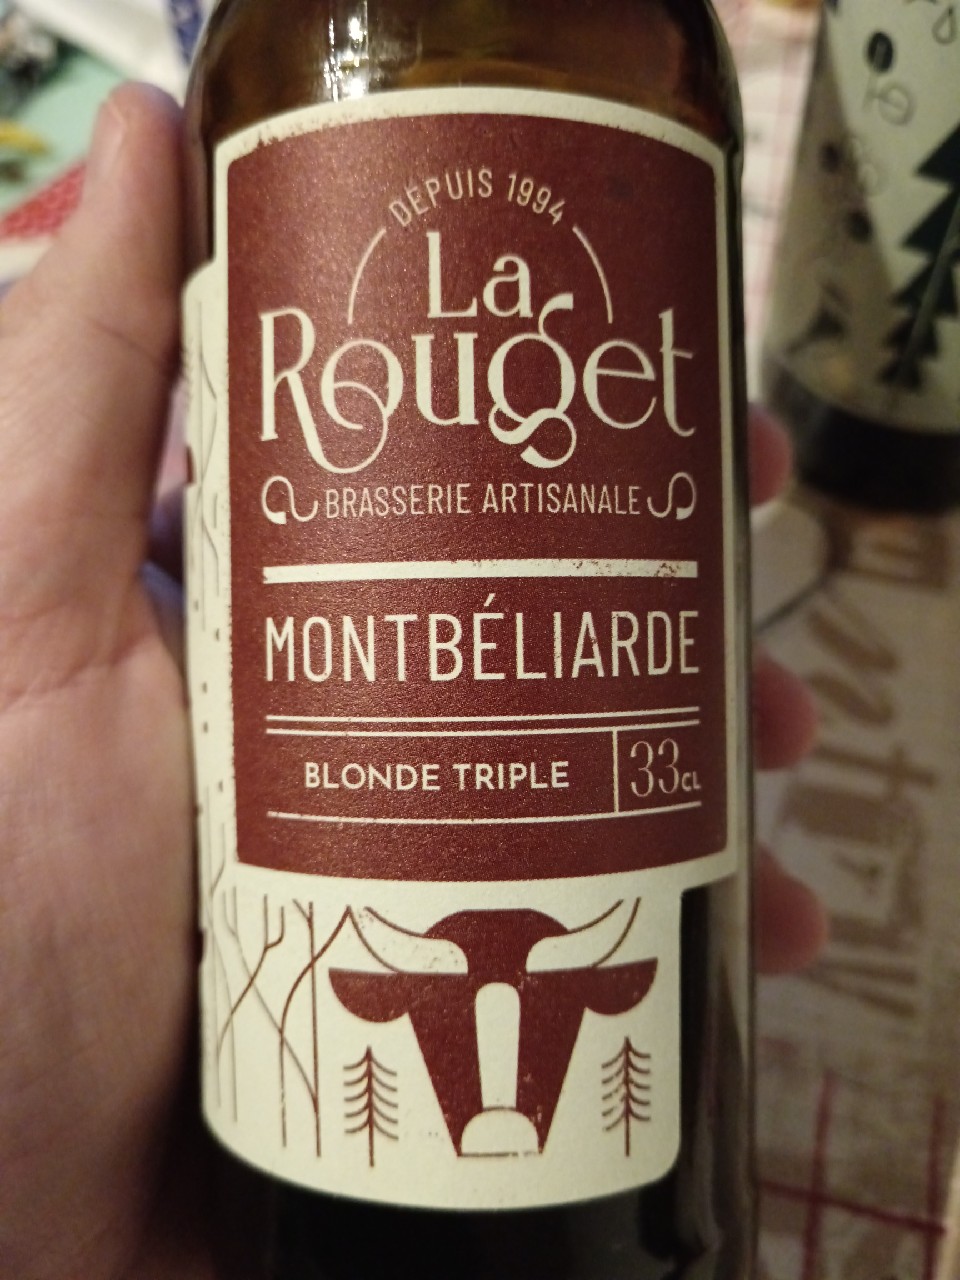 DEPUIS 1994
La
Rouget
BRASSERIE ARTISANALE
MONTBÉLIARDE
BLONDE TRIPLE
33CL